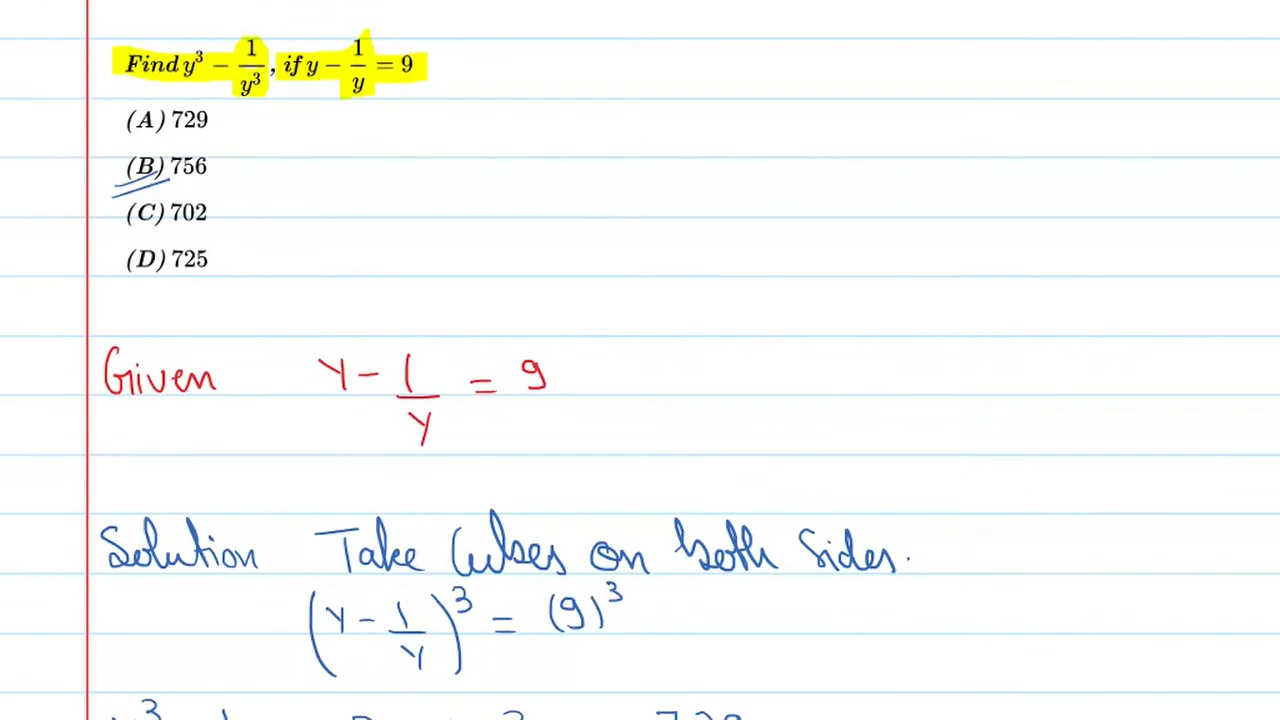 Find y³ − 1/y³, if y − 1/y = 9
(A) 729
(B) 756
(C) 702
(D) 725
Given y − 1/y = 9
Solution Take Cubes on both sides.
(y − 1/y)³ = (9)³